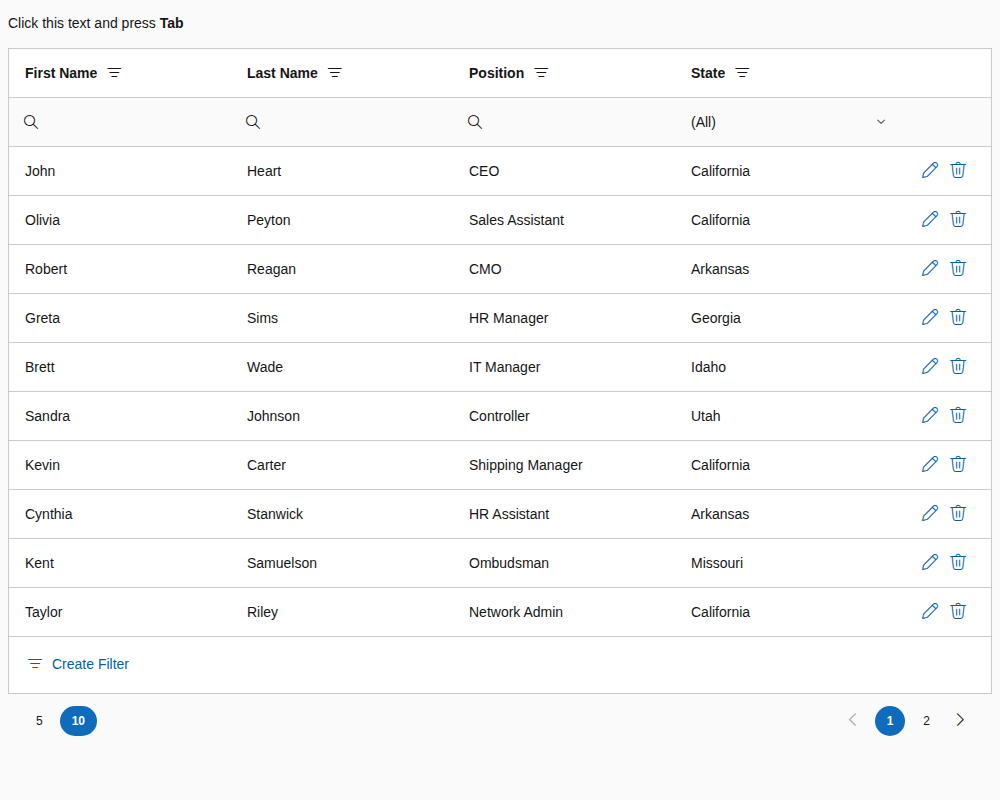 Click this text and press Tab
First Name Last Name Position State
(All)
John Heart CEO California
Olivia Peyton Sales Assistant California
Robert Reagan CMO Arkansas
Greta Sims HR Manager Georgia
Brett Wade IT Manager Idaho
Sandra Johnson Controller Utah
Kevin Carter Shipping Manager California
Cynthia Stanwick HR Assistant Arkansas
Kent Samuelson Ombudsman Missouri
Taylor Riley Network Admin California
Create Filter
5 10 1 2